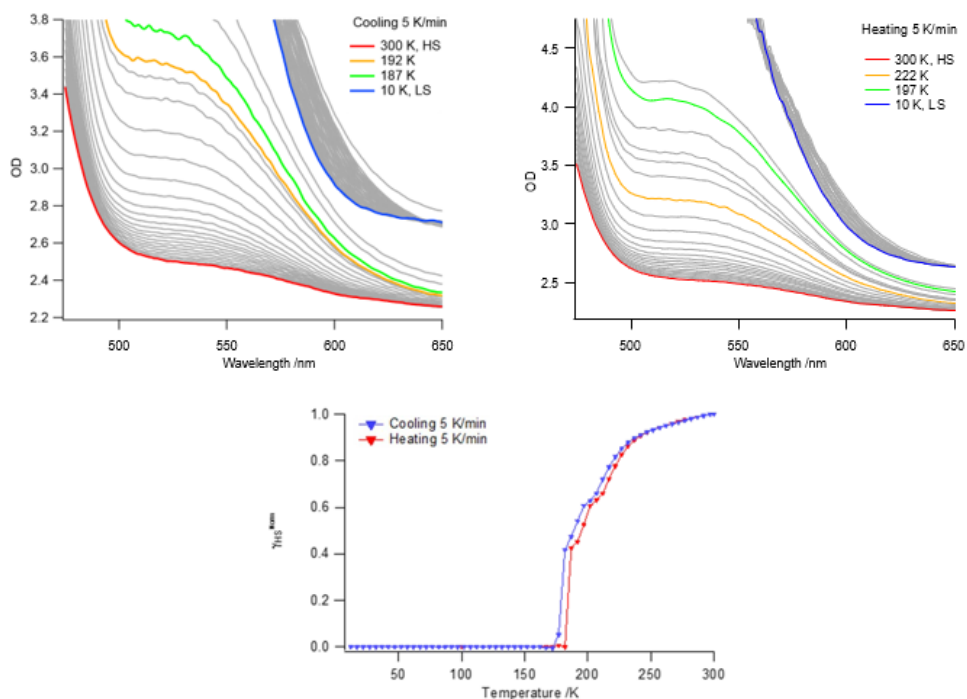 Cooling 5 K/min
300 K, HS
192 K
187 K
10 K, LS
3.8
3.6
3.4
3.2
3.0
2.8
2.6
2.4
2.2
OD
500
550
600
650
Wavelength /nm
Heating 5 K/min
300 K, HS
222 K
197 K
10 K, LS
4.5
4.0
3.5
3.0
2.5
OD
500
550
600
650
Wavelength /nm
Cooling 5 K/min
Heating 5 K/min
1.0
0.8
0.6
0.4
0.2
0.0
γHS
50
100
150
200
250
300
Temperature /K